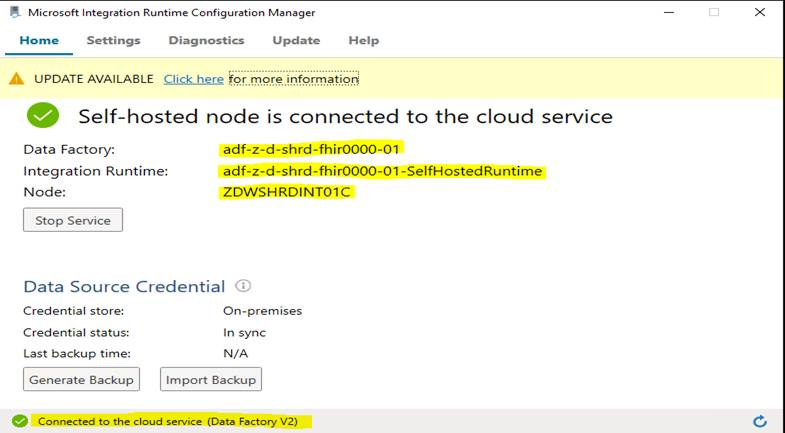 Microsoft Integration Runtime Configuration Manager
Home Settings Diagnostics Update Help
UPDATE AVAILABLE Click here for more information
Self-hosted node is connected to the cloud service
Data Factory: adf-z-d-shrd-fhir0000-01
Integration Runtime: adf-z-d-shrd-fhir0000-01-SelfHostedRuntime
Node: ZDWSHRDINT01C
Stop Service
Data Source Credential
Credential store: On-premises
Credential status: In sync
Last backup time: N/A
Generate Backup Import Backup
Connected to the cloud service (Data Factory V2)